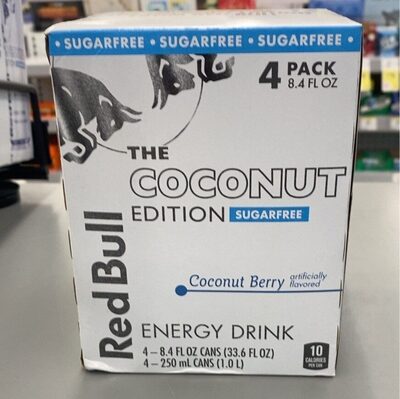 • SUGARFREE • SUGARFREE • SUGARFREE •
4 PACK
8.4 FL OZ
THE
COCONUT
EDITION SUGARFREE
Red Bull
Coconut Berry artificially flavored
ENERGY DRINK
4 – 8.4 FL OZ CANS (33.6 FL OZ)
4 – 250 mL CANS (1.0 L)
10
CALORIES
PER CAN